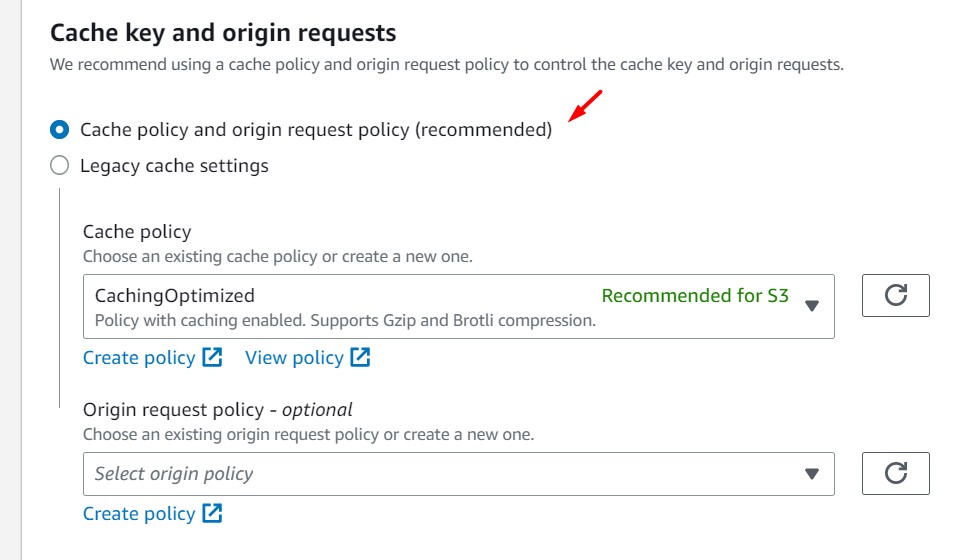 Cache key and origin requests
We recommend using a cache policy and origin request policy to control the cache key and origin requests.
Cache policy and origin request policy (recommended)
Legacy cache settings
Cache policy
Choose an existing cache policy or create a new one.
CachingOptimized Recommended for S3
Policy with caching enabled. Supports Gzip and Brotli compression.
Create policy View policy
Origin request policy - optional
Choose an existing origin request policy or create a new one.
Select origin policy
Create policy